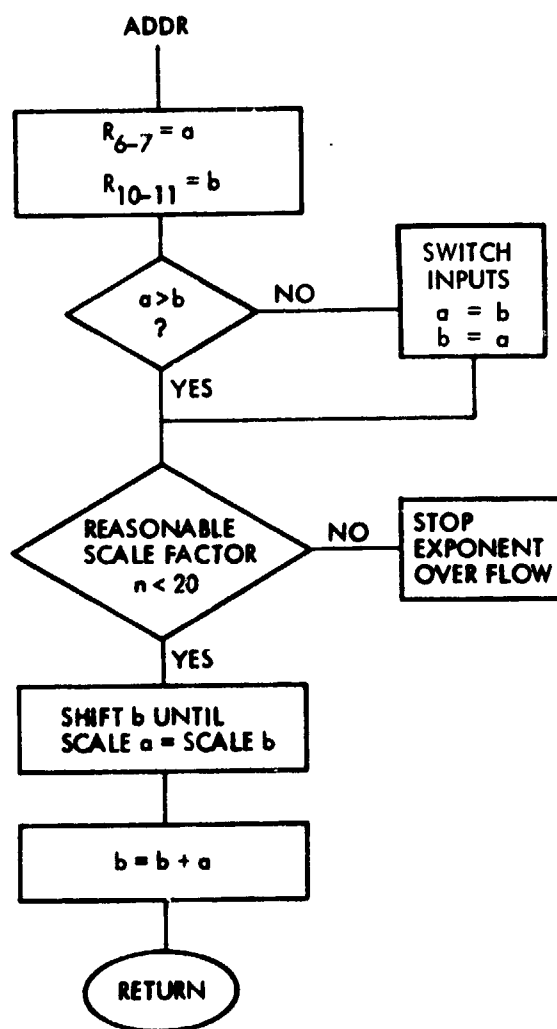 ADDR
R6-7 = a
R10-11 = b
a > b
?
NO
SWITCH
INPUTS
a = b
b = a
YES
REASONABLE
SCALE FACTOR
n < 20
NO
STOP
EXPONENT
OVER FLOW
YES
SHIFT b UNTIL
SCALE a = SCALE b
b = b + a
RETURN